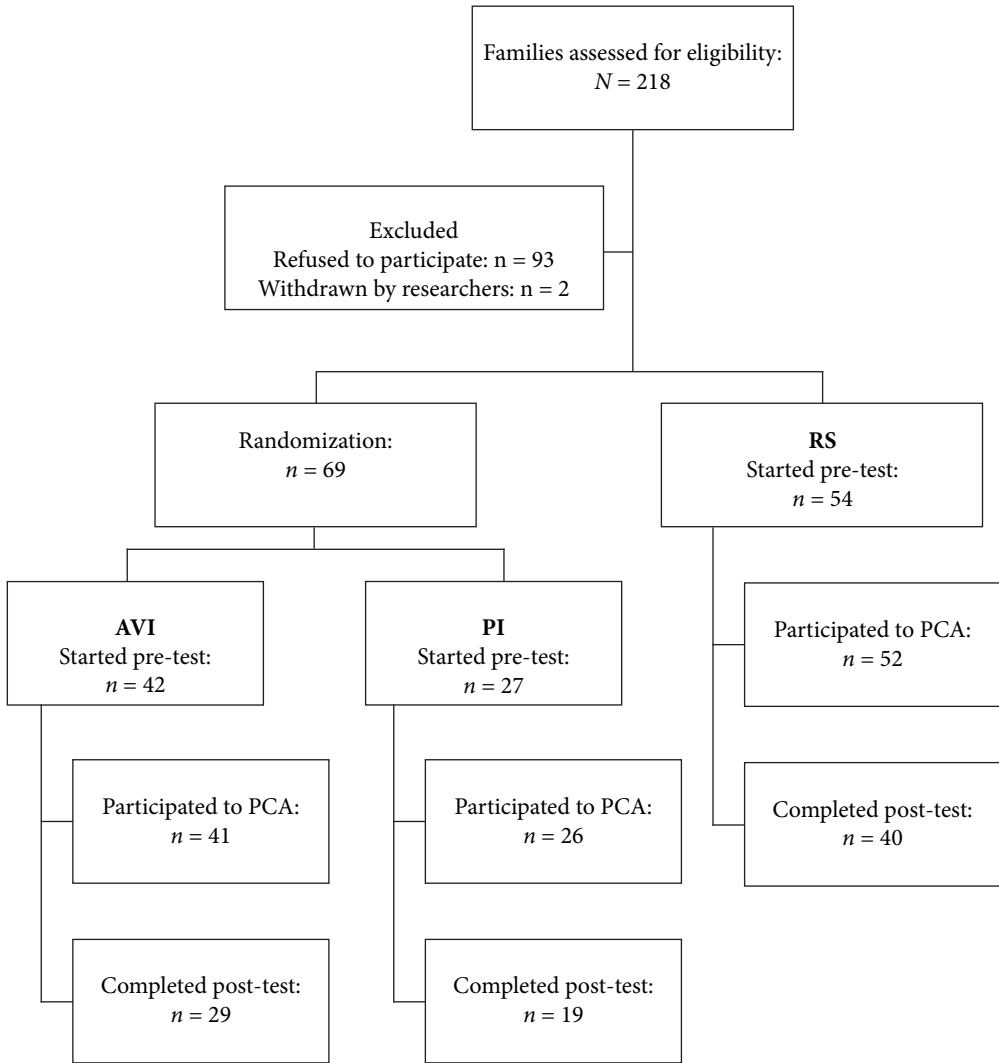 Families assessed for eligibility:
N = 218
Excluded
Refused to participate: n = 93
Withdrawn by researchers: n = 2
Randomization:
n = 69
RS
Started pre-test:
n = 54
AVI
Started pre-test:
n = 42
PI
Started pre-test:
n = 27
Participated to PCA:
n = 52
Participated to PCA:
n = 41
Participated to PCA:
n = 26
Completed post-test:
n = 40
Completed post-test:
n = 29
Completed post-test:
n = 19